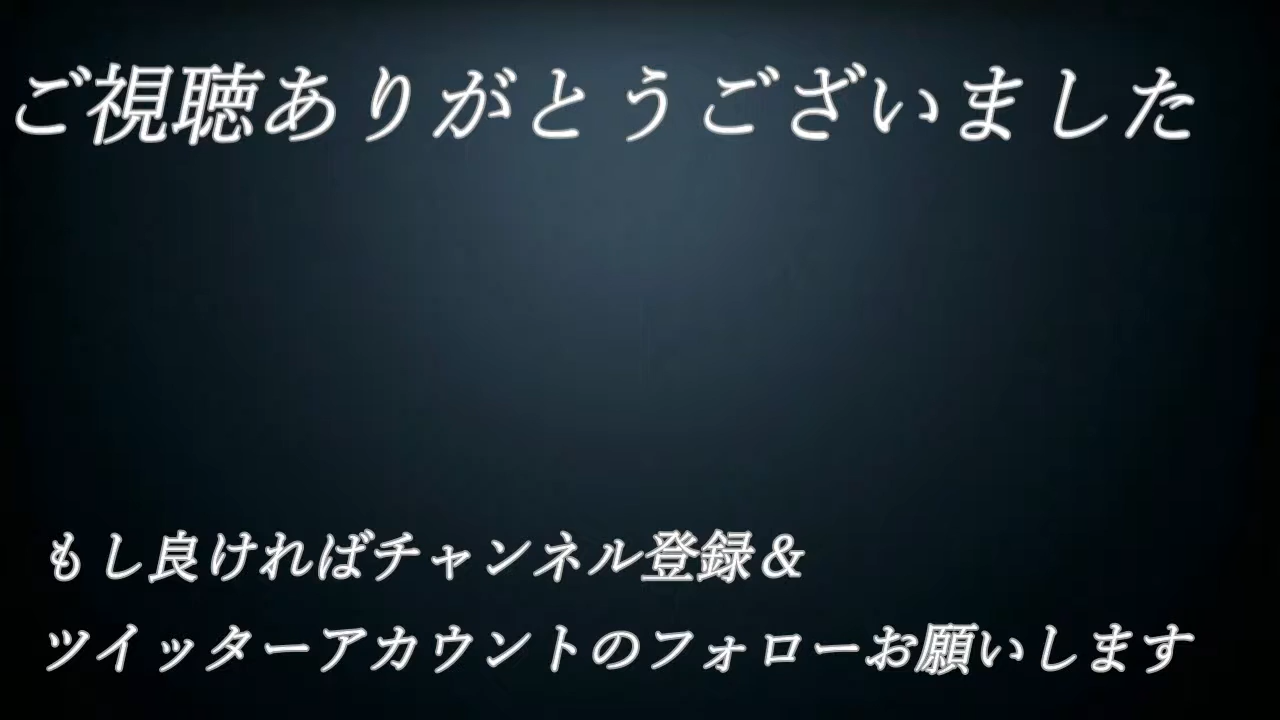 ご視聴ありがとうございました
もし良ければチャンネル登録＆
ツイッターアカウントのフォローお願いします